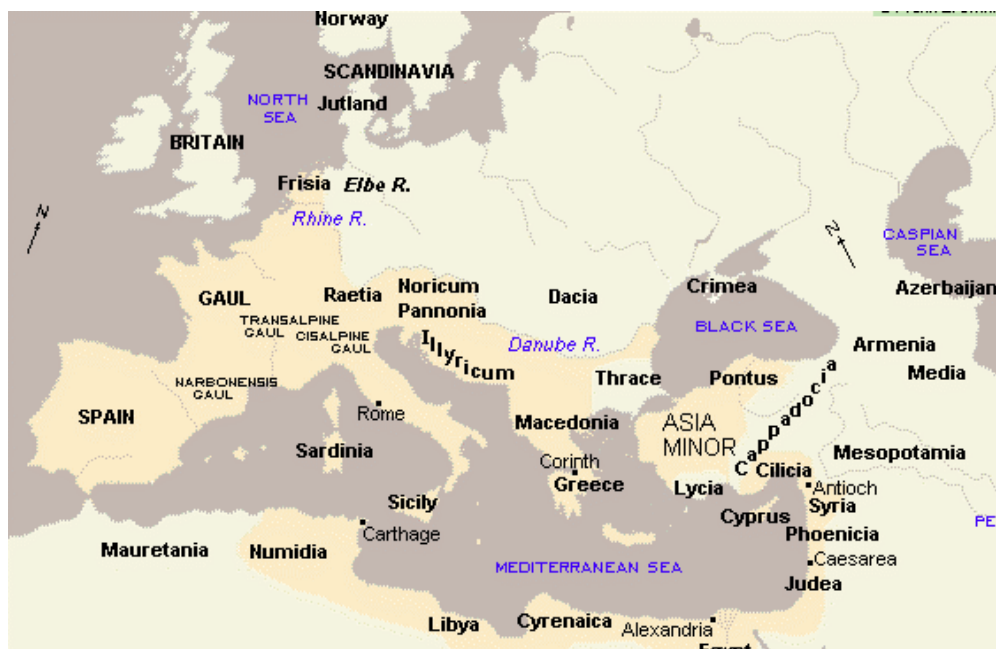 Norway
SCANDINAVIA
NORTH
SEA
Jutland
BRITAIN
Frisia
Elbe R.
Rhine R.
N
N
CASPIAN
SEA
GAUL
Raetia
Noricum
Pannonia
Dacia
Crimea
Azerbaijan
TRANSALPINE
GAUL
CISALPINE
GAUL
Illyricum
Danube R.
BLACK SEA
Armenia
Media
NARBONENSIS
GAUL
Thrace
Pontus
Cappadocia
SPAIN
Rome
Macedonia
ASIA
MINOR
Sardinia
Corinth
Greece
Mesopotamia
Cilicia
Lycia
Antioch
Syria
Sicily
Cyprus
Carthage
Phoenicia
PE
Mauretania
Numidia
MEDITERRANEAN SEA
Caesarea
Judea
Libya
Cyrenaica
Alexandria
Egypt